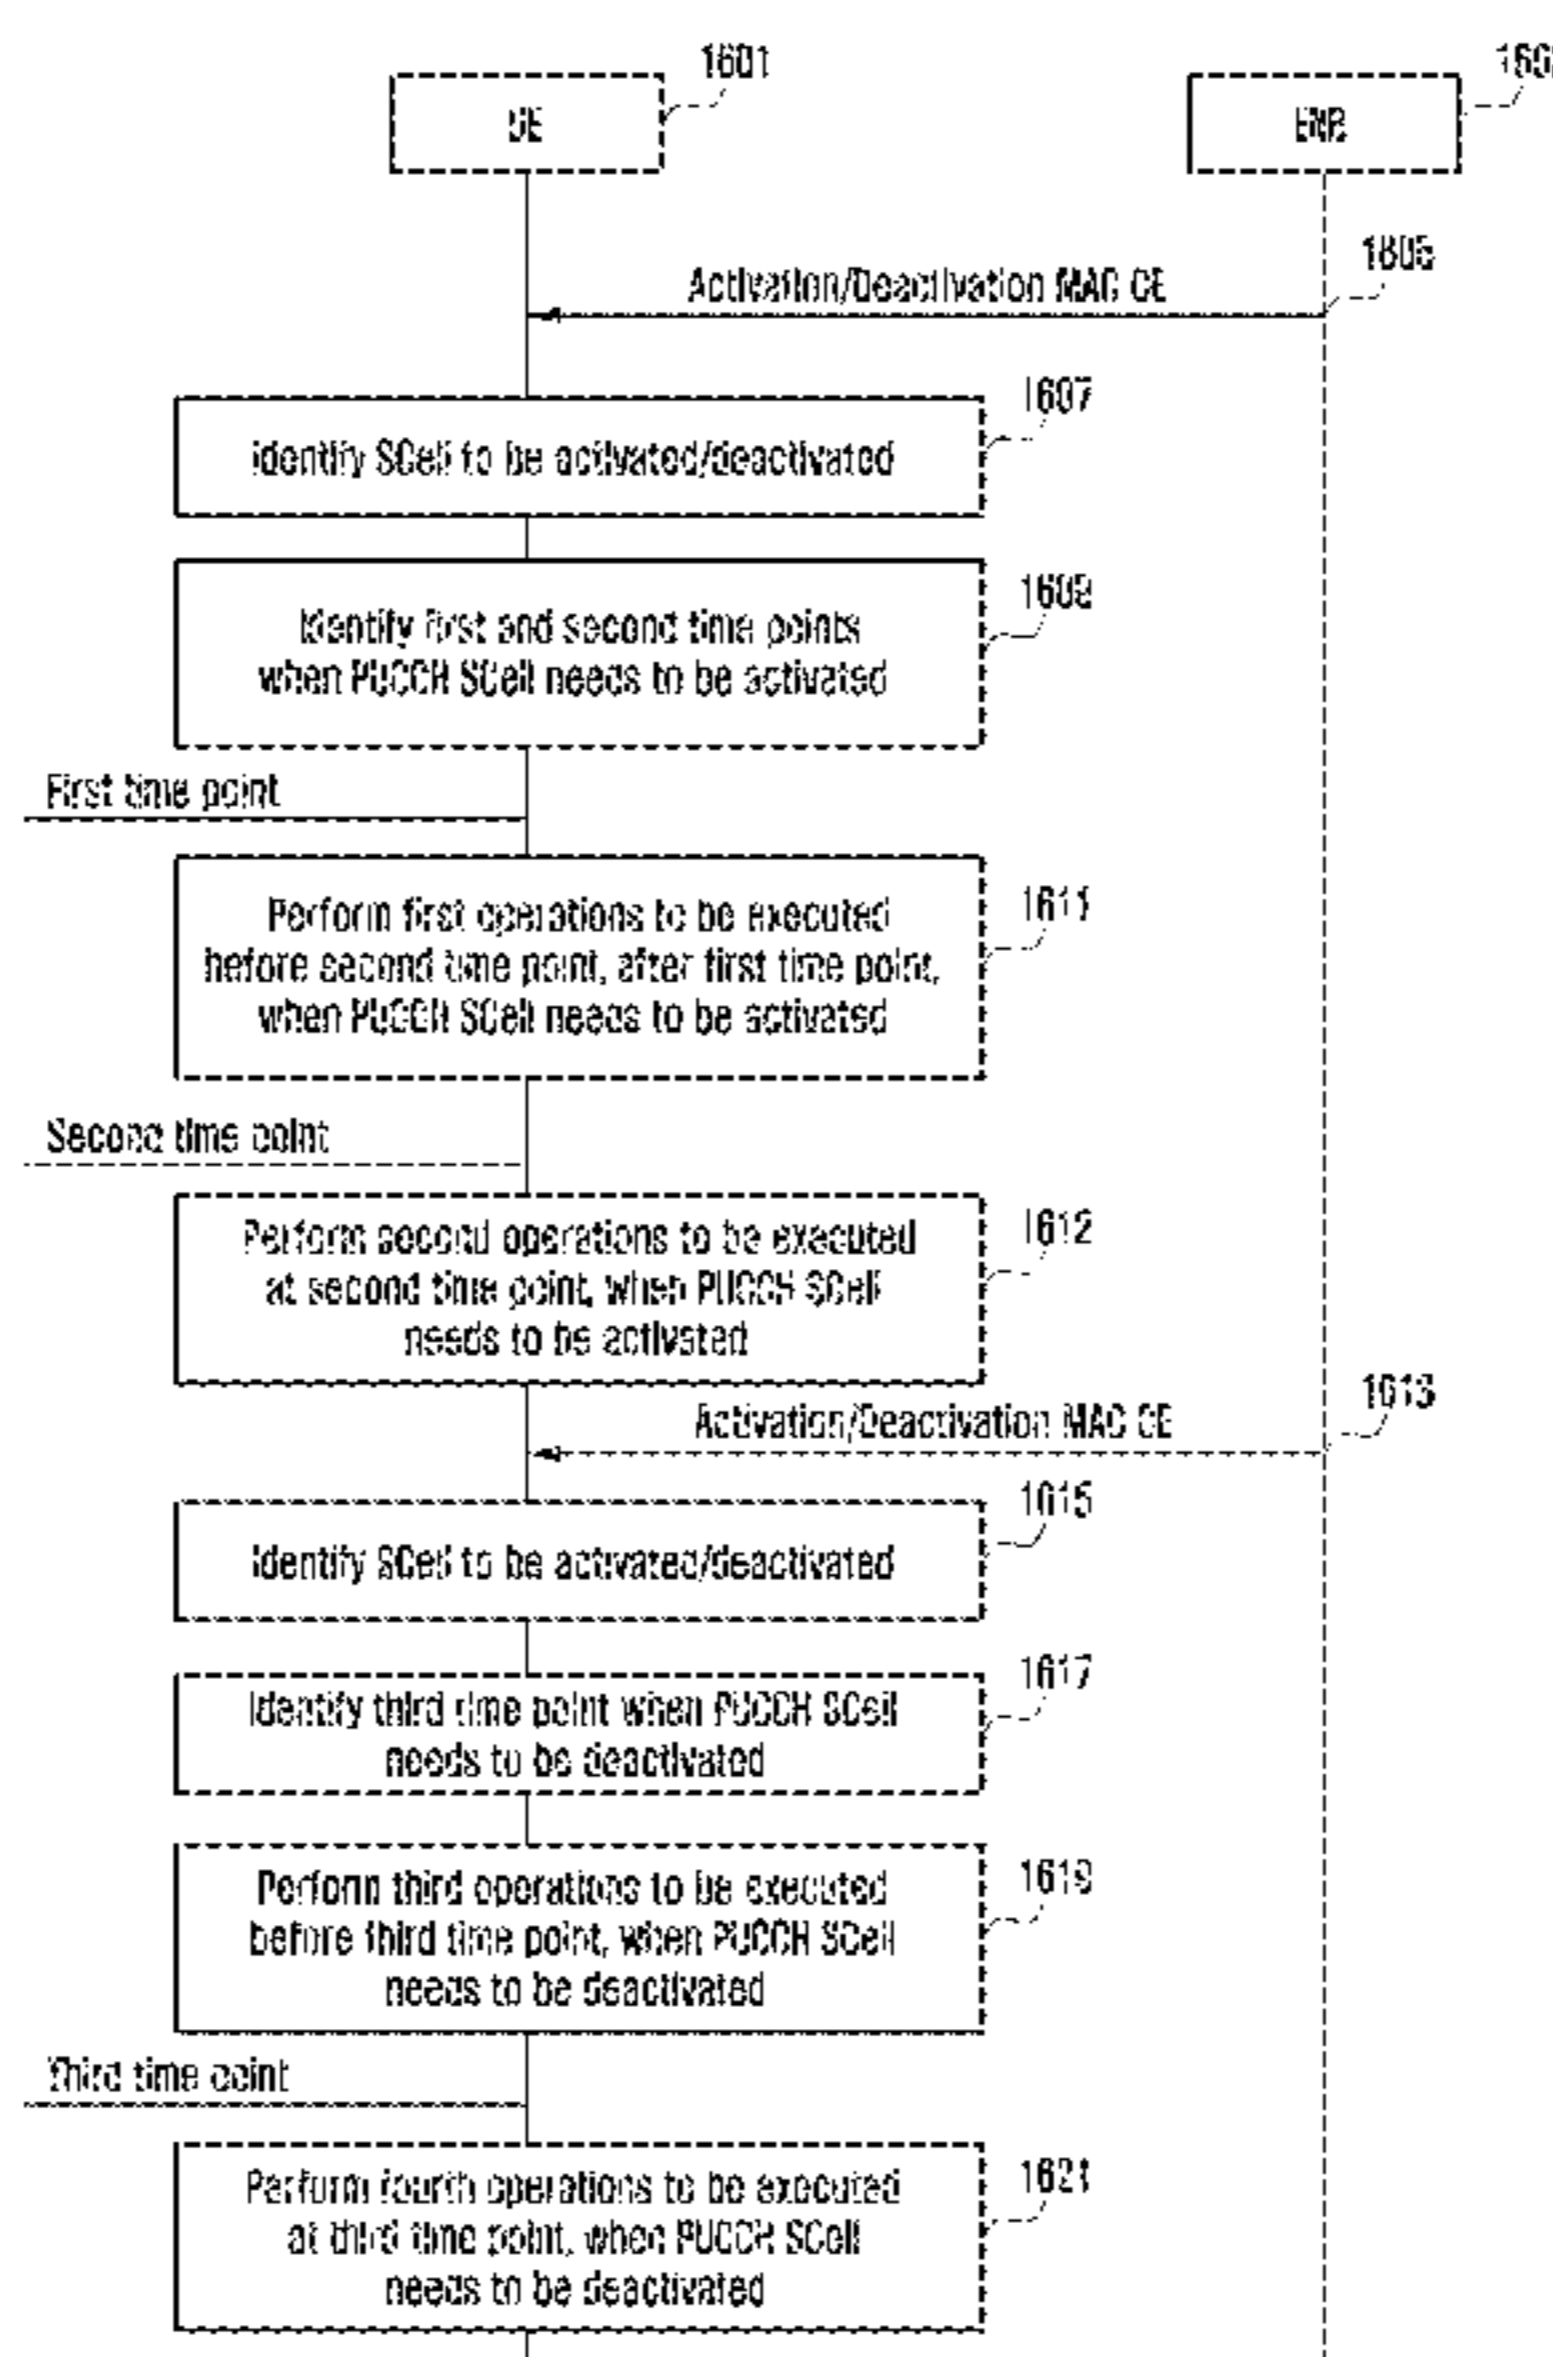 1601
UE
ENB
1605
Activation/Deactivation MAC CE
1607
Identify SCell to be activated/deactivated
1609
Identify first and second time points
when PUCCH SCell needs to be activated
First time point
1611
Perform first operations to be executed
before second time point, after first time point,
when PUCCH SCell needs to be activated
Second time point
1612
Perform second operations to be executed
at second time point, when PUCCH SCell
needs to be activated
1613
Activation/Deactivation MAC CE
1615
Identify SCell to be activated/deactivated
1617
Identify third time point when PUCCH SCell
needs to be deactivated
1619
Perform third operations to be executed
before third time point, when PUCCH SCell
needs to be deactivated
Third time point
1621
Perform fourth operations to be executed
at third time point, when PUCCH SCell
needs to be deactivated